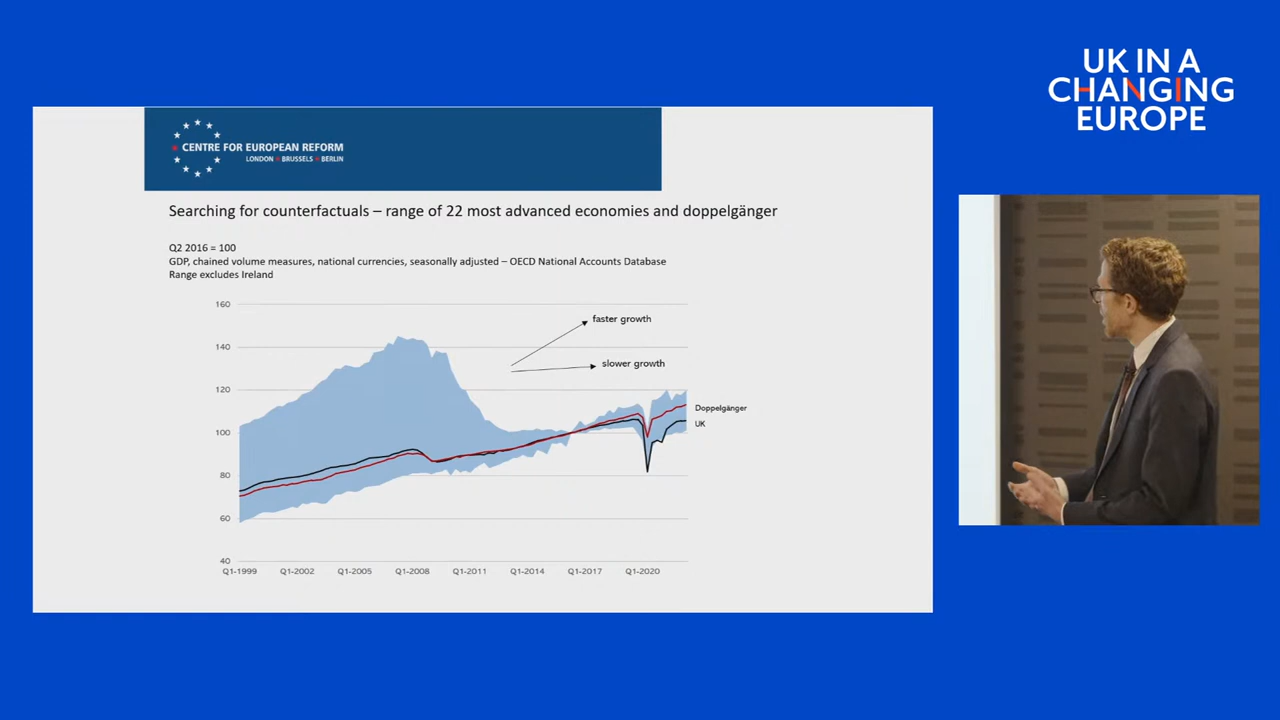 UK IN A
CHANGING
EUROPE
CENTRE FOR EUROPEAN REFORM
LONDON ★ BRUSSELS ★ BERLIN
Searching for counterfactuals – range of 22 most advanced economies and doppelgänger
Q2 2016 = 100
GDP, chained volume measures, national currencies, seasonally adjusted – OECD National Accounts Database
Range excludes Ireland
160
140
120
100
80
60
40
faster growth
slower growth
Doppelgänger
UK
Q1-1999
Q1-2002
Q1-2005
Q1-2008
Q1-2011
Q1-2014
Q1-2017
Q1-2020